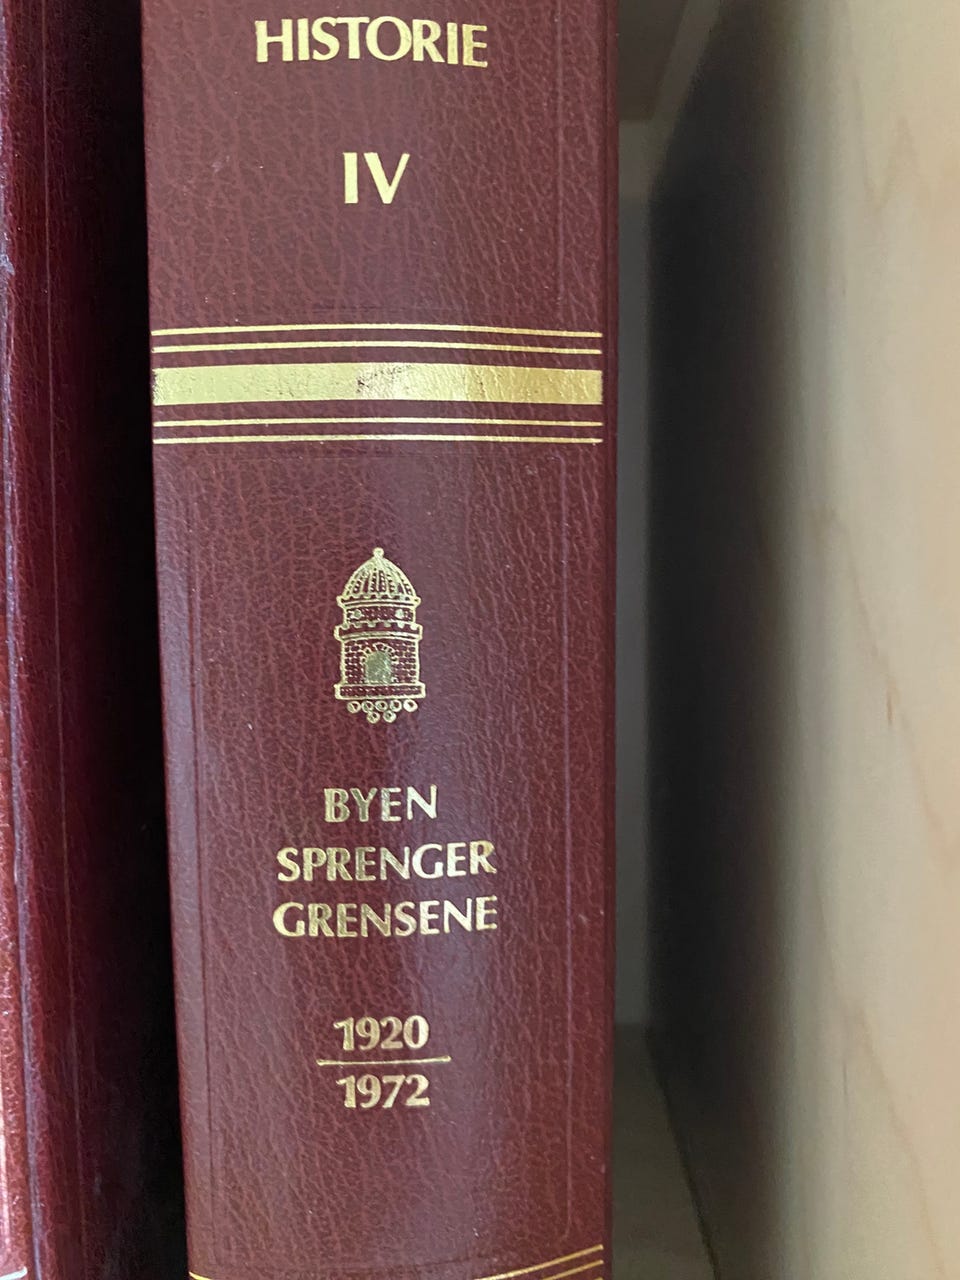 HISTORIE
IV
BYEN
SPRENGER
GRENSENE
1920
1972